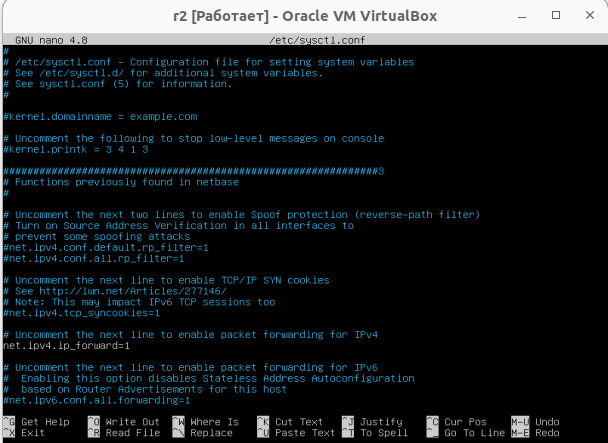 r2 [Работает] - Oracle VM VirtualBox
GNU nano 4.8 /etc/sysctl.conf
#
# /etc/sysctl.conf - Configuration file for setting system variables
# See /etc/sysctl.d/ for additional system variables.
# See sysctl.conf (5) for information.
#
#kernel.domainname = example.com
# Uncomment the following to stop low-level messages on console
#kernel.printk = 3 4 1 3
##############################################################3
# Functions previously found in netbase
#
# Uncomment the next two lines to enable Spoof protection (reverse-path filter)
# Turn on Source Address Verification in all interfaces to
# prevent some spoofing attacks
#net.ipv4.conf.default.rp_filter=1
#net.ipv4.conf.all.rp_filter=1
# Uncomment the next line to enable TCP/IP SYN cookies
# See http://lwn.net/Articles/277146/
# Note: This may impact IPv6 TCP sessions too
#net.ipv4.tcp_syncookies=1
# Uncomment the next line to enable packet forwarding for IPv4
net.ipv4.ip_forward=1
# Uncomment the next line to enable packet forwarding for IPv6
#  Enabling this option disables Stateless Address Autoconfiguration
#  based on Router Advertisements for this host
#net.ipv6.conf.all.forwarding=1
^G Get Help ^O Write Out ^W Where Is ^K Cut Text ^J Justify ^C Cur Pos M-U Undo
^X Exit ^R Read File ^\ Replace ^U Paste Text ^T To Spell ^_ Go To Line M-E Redo